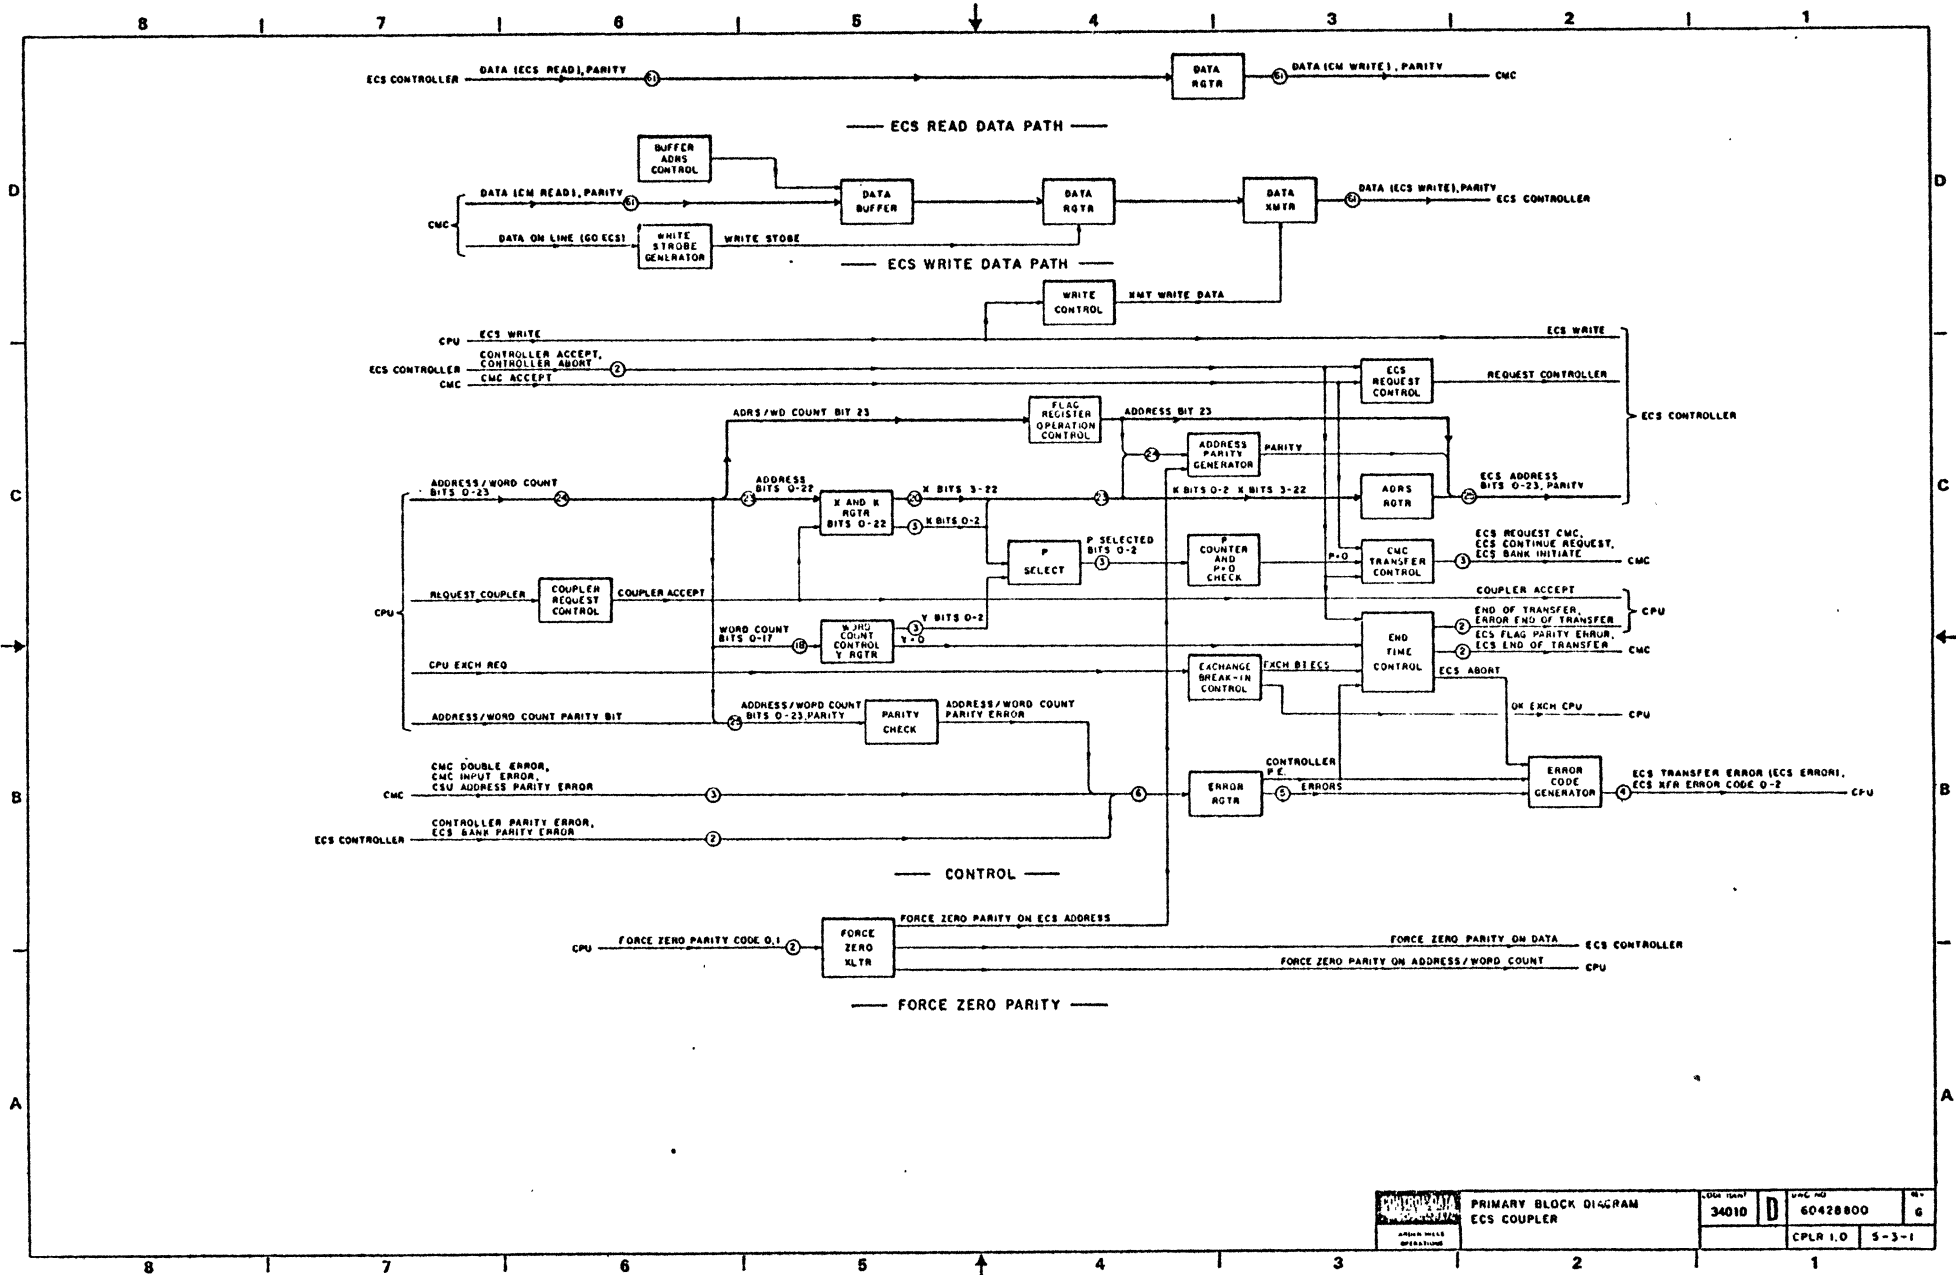 8 7 6 5 4 3 2 1
ECS CONTROLLER
DATA (ECS READ), PARITY
61
DATA
RGTR
61
DATA (CM WRITE), PARITY
CMC
ECS READ DATA PATH
BUFFER
ADRS
CONTROL
D
D
CMC
DATA (CM READ), PARITY
61
DATA
BUFFER
DATA
RGTR
DATA
XMTR
61
DATA (ECS WRITE), PARITY
ECS CONTROLLER
DATA ON LINE (GO ECS)
WRITE
STROBE
GENERATOR
WRITE STOBE
ECS WRITE DATA PATH
WRITE
CONTROL
XMT WRITE DATA
CPU
ECS WRITE
ECS WRITE
ECS CONTROLLER
CONTROLLER ACCEPT,
CONTROLLER ABORT
2
CMC
CMC ACCEPT
ECS
REQUEST
CONTROL
REQUEST CONTROLLER
ADRS/WD COUNT BIT 23
FLAG
REGISTER
OPERATION
CONTROL
ADDRESS BIT 23
ECS CONTROLLER
24
ADDRESS
PARITY
GENERATOR
PARITY
C
C
ADDRESS/WORD COUNT
BITS 0-23
24
ADDRESS
BITS 0-22
23
X AND K
RGTR
BITS 0-22
20
X BITS 3-22
3
K BITS 0-2
23
K BITS 0-2 X BITS 3-22
ADRS
RGTR
25
ECS ADDRESS
BITS 0-23, PARITY
P
SELECT
P SELECTED
BITS 0-2
3
P
COUNTER
AND
P=0
CHECK
P=0
CMC
TRANSFER
CONTROL
3
ECS REQUEST CMC,
ECS CONTINUE REQUEST,
ECS BANK INITIATE
CMC
CPU
REQUEST COUPLER
COUPLER
REQUEST
CONTROL
COUPLER ACCEPT
COUPLER ACCEPT
WORD COUNT
BITS 0-17
18
WORD
COUNT
CONTROL
Y RGTR
3
Y BITS 0-2
Y=0
END
TIME
CONTROL
2
END OF TRANSFER,
ERROR END OF TRANSFER
CPU
2
ECS FLAG PARITY ERROR,
ECS END OF TRANSFER
CMC
CPU EXCH REQ
EXCHANGE
BREAK-IN
CONTROL
EXCH BI ECS
ECS ABORT
OK EXCH CPU
CPU
ADDRESS/WORD COUNT PARITY BIT
25
ADDRESS/WORD COUNT
BITS 0-23, PARITY
PARITY
CHECK
ADDRESS/WORD COUNT
PARITY ERROR
B
B
CMC
CMC DOUBLE ERROR,
CMC INPUT ERROR,
CSU ADDRESS PARITY ERROR
3
6
ERROR
RGTR
CONTROLLER
P.E.
5
ERRORS
ERROR
CODE
GENERATOR
4
ECS TRANSFER ERROR (ECS ERROR),
ECS XFR ERROR CODE 0-2
CPU
ECS CONTROLLER
CONTROLLER PARITY ERROR,
ECS BANK PARITY ERROR
2
CONTROL
CPU
FORCE ZERO PARITY CODE 0,1
2
FORCE
ZERO
XLTR
FORCE ZERO PARITY ON ECS ADDRESS
FORCE ZERO PARITY ON DATA
ECS CONTROLLER
FORCE ZERO PARITY ON ADDRESS/WORD COUNT
CPU
FORCE ZERO PARITY
A
A
CONTROL DATA
ARDEN HILLS
OPERATIONS
PRIMARY BLOCK DIAGRAM
ECS COUPLER
CODE IDENT
34010
D
DWG NO
60428800
REV
G
CPLR 1.0
5-3-1
8 7 6 5 4 3 2 1